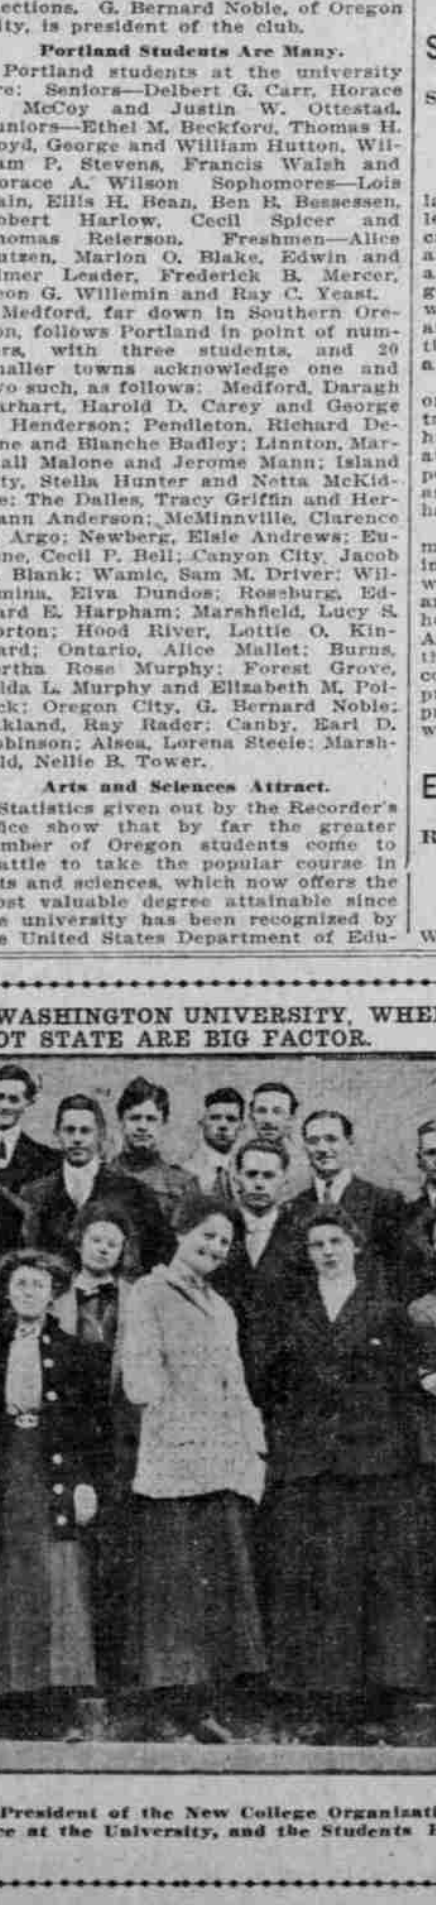 ections. G. Bernard Noble, of Oregon
ity, is president of the club.
Portland Students Are Many.
Portland students at the university
re: Seniors—Delbert G. Carr, Horace
McCoy and Justin W. Ottestad.
uniors—Ethel M. Beckford, Thomas H.
oyd, George and William Hutton, Wil-
am P. Stevens, Francis Walsh and
orace A. Wilson Sophomores—Lois
ain, Ellis H. Bean, Ben B. Bessessen,
obert Harlow, Cecil Spicer and
homas Reierson. Freshmen—Alice
utzen, Marion O. Blake, Edwin and
lmer Leader, Frederick B. Mercer,
eon G. Willemin and Ray C. Yeast.
Medford, far down in Southern Ore-
on, follows Portland in point of num-
ers, with three students, and 20
maller towns acknowledge one and
wo such, as follows: Medford, Daragh
arhart, Harold D. Carey and George
Henderson; Pendleton, Richard De-
ne and Blanche Badley; Linnton, Mar-
all Malone and Jerome Mann; Island
ity, Stella Hunter and Netta McKid-
e; The Dalles, Tracy Griffin and Her-
ann Anderson; McMinnville, Clarence
Argo; Newberg, Elsie Andrews; Eu-
ne, Cecil P. Bell; Canyon City, Jacob
Blank; Wamic, Sam M. Driver; Wil-
mina, Elva Dundos; Roseburg, Ed-
ard E. Harpham; Marshfield, Lucy S.
orton; Hood River, Lottie O. Kin-
ard; Ontario, Alice Mallet; Burns,
ertha Rose Murphy; Forest Grove,
lda L. Murphy and Elizabeth M. Pol-
ck; Oregon City, G. Bernard Noble;
akland, Ray Rader; Canby, Earl D.
obinson; Alsea, Lorena Steele; Marsh-
eld, Nellie B. Tower.
Arts and Sciences Attract.
Statistics given out by the Recorder's
fice show that by far the greater
mber of Oregon students come to
attle to take the popular course in
ts and sciences, which now offers the
ost valuable degree attainable since
e university has been recognized by
e United States Department of Edu-
WASHINGTON UNIVERSITY, WHE
OT STATE ARE BIG FACTOR.
President of the New College Organizati
ce at the University, and the Students